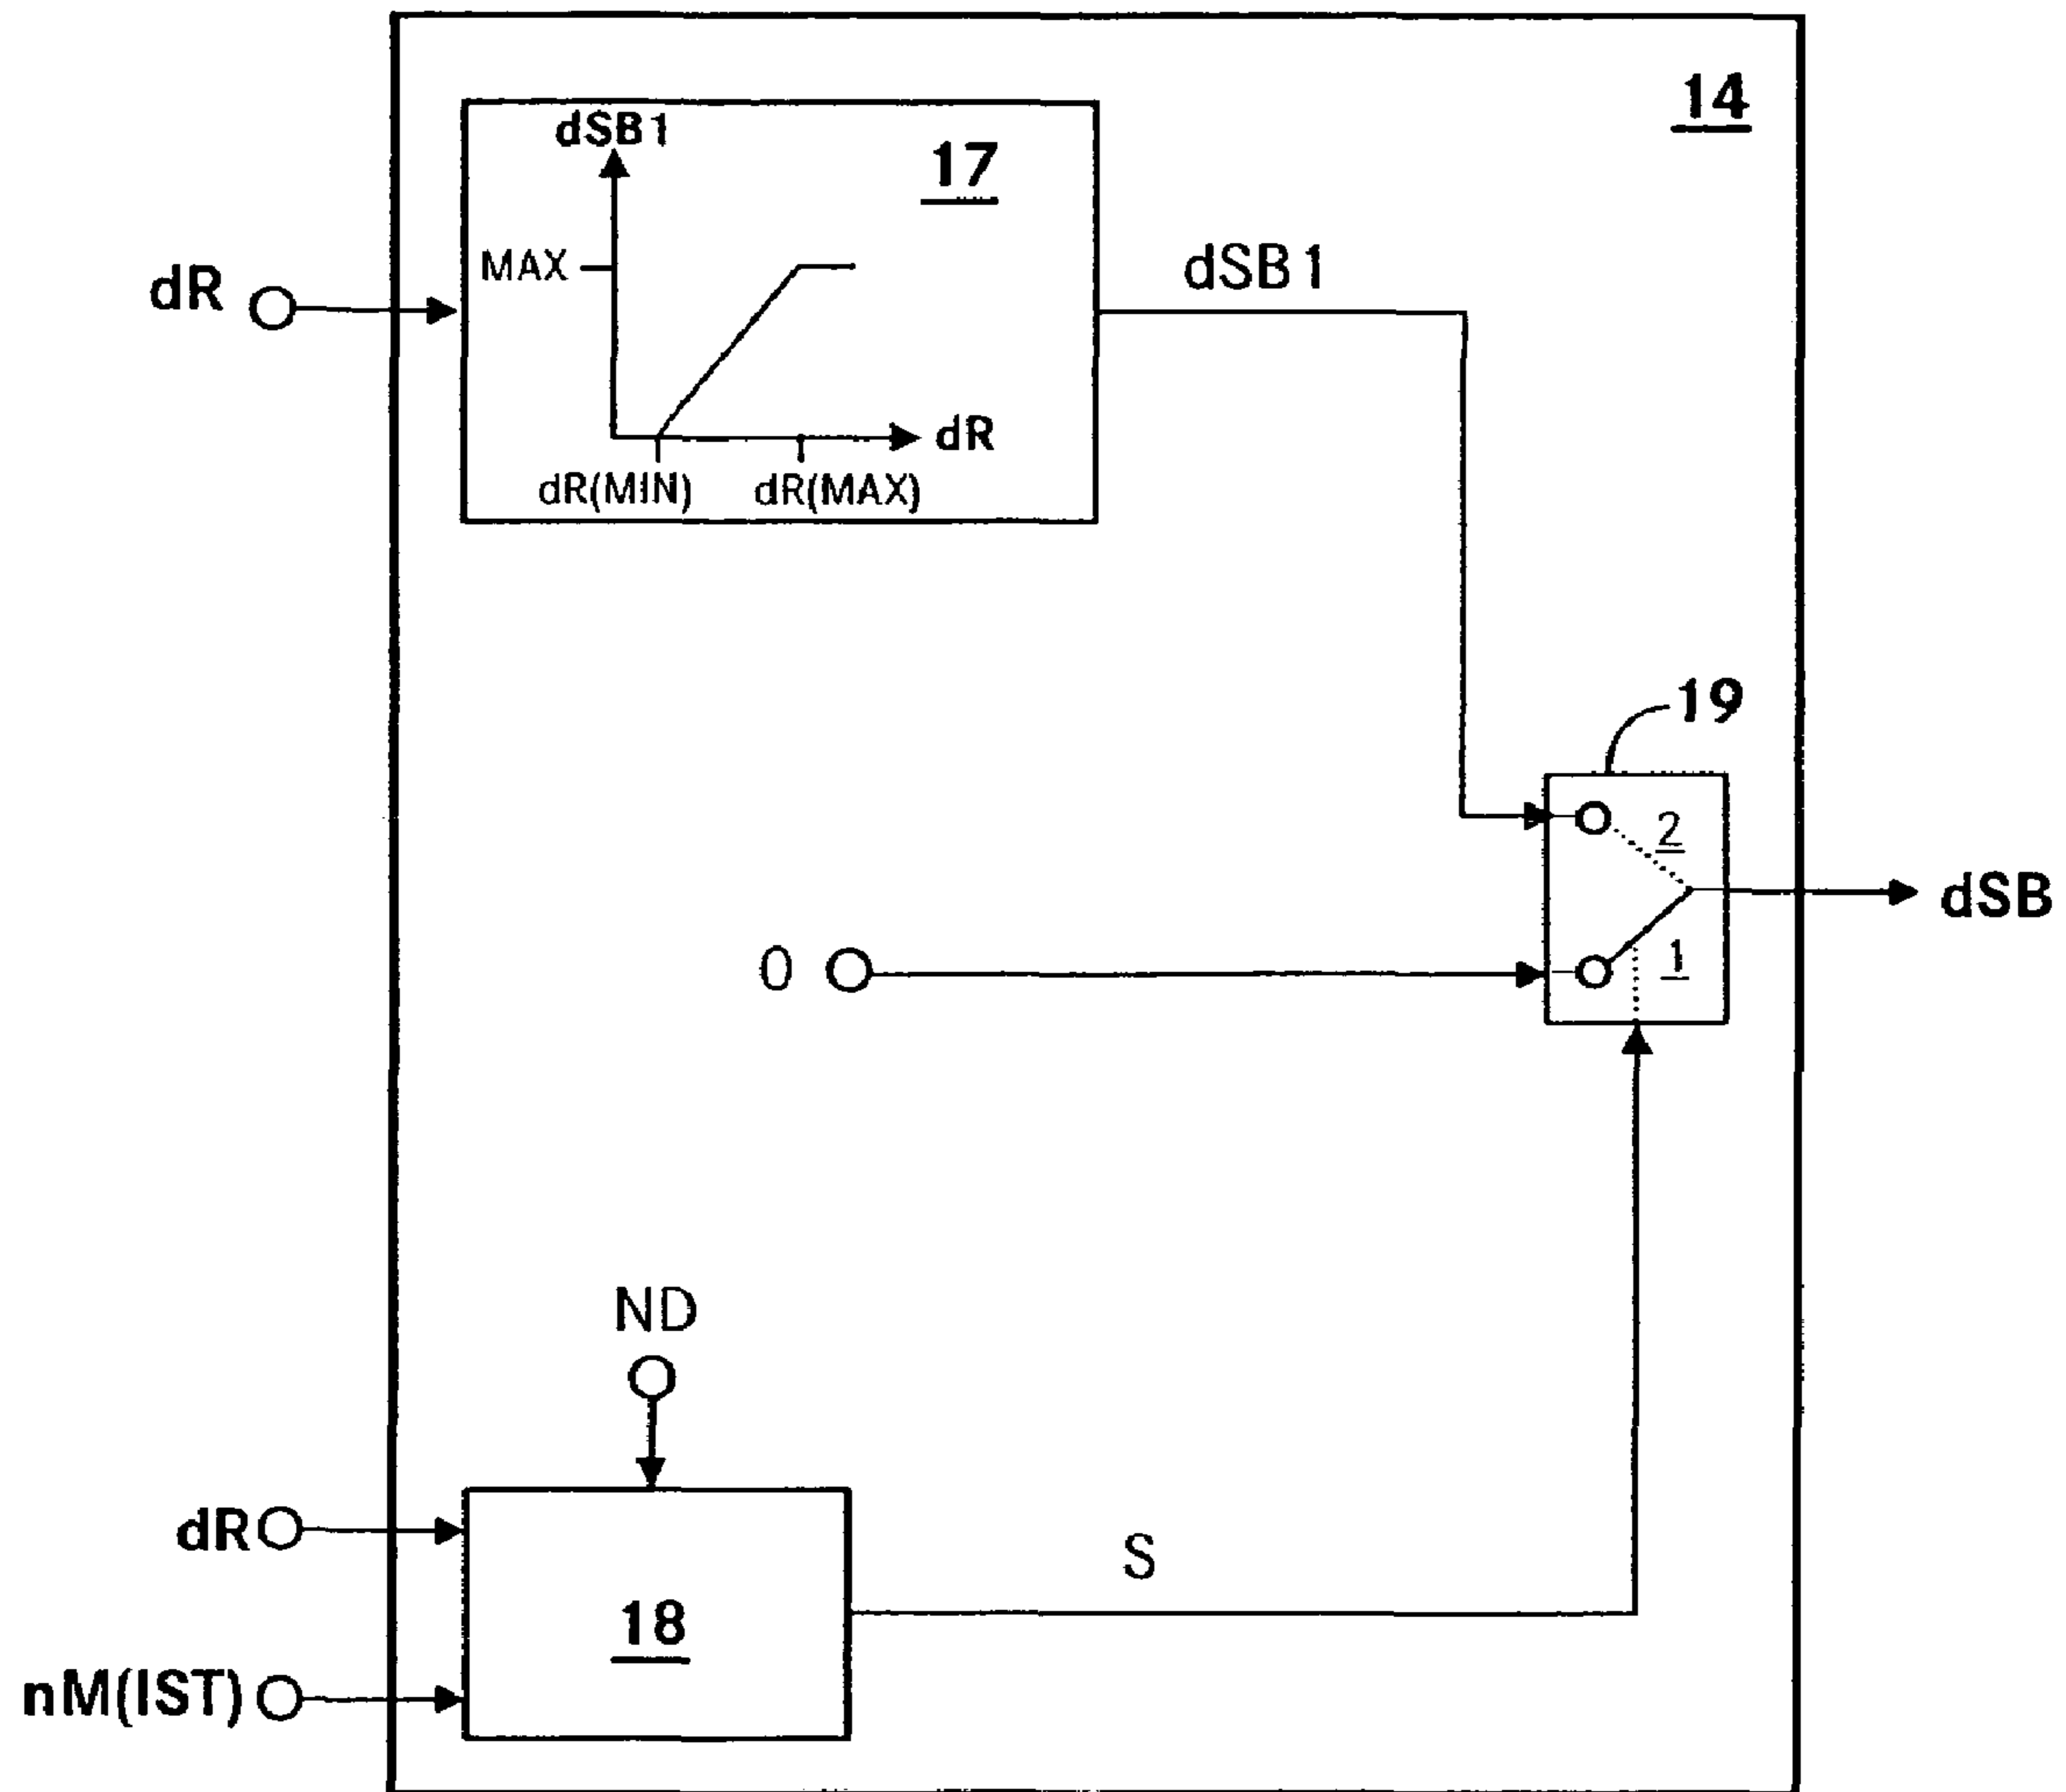 14
dSB1
17
MAX
dSB1
dR
dR
dR(MIN) dR(MAX)
19
2
dSB
0
1
ND
dR
S
18
nM(IST)